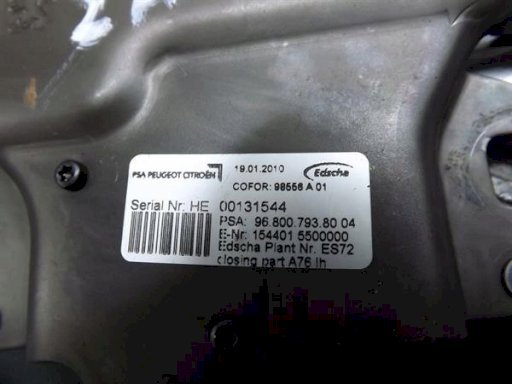 PSA PEUGEOT CITROËN 19.01.2010 Edscha
COFOR: 98556 A 01
Serial Nr: HE 00131544
PSA: 96.800.793.80 04
E-Nr: 154401 5500000
Edscha Plant Nr. ES72
closing part A76 lh